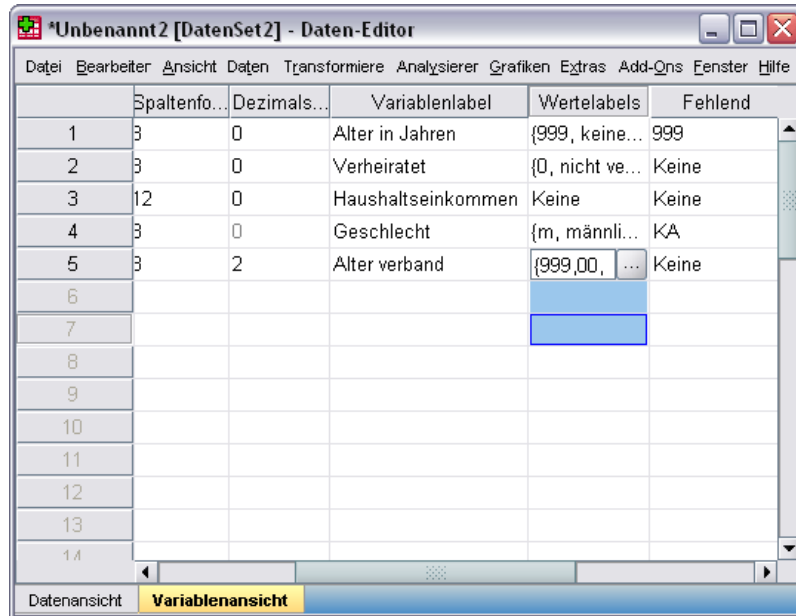 *Unbenannt2 [DatenSet2] - Daten-Editor
Datei Bearbeiter Ansicht Daten Transformiere Analysierer Grafiken Extras Add-Ons Fenster Hilfe
Spaltenfo... Dezimals... Variablenlabel Wertelabels Fehlend
1 8 0 Alter in Jahren {999, keine... 999
2 8 0 Verheiratet {0, nicht ve... Keine
3 12 0 Haushaltseinkommen Keine Keine
4 8 0 Geschlecht {m, männli... KA
5 8 2 Alter verband {999,00, ... Keine
6
7
8
9
10
11
12
13
14
Datenansicht Variablenansicht